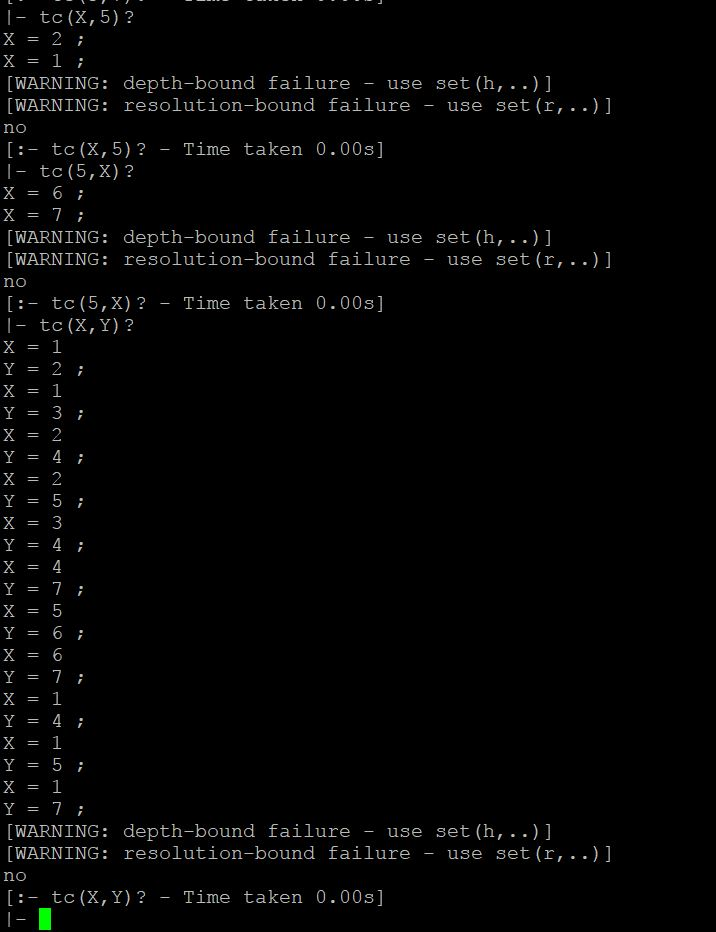 |- tc(X,5)?
X = 2 ;
X = 1 ;
[WARNING: depth-bound failure - use set(h,..)]
[WARNING: resolution-bound failure - use set(r,..)]
no
[:- tc(X,5)? - Time taken 0.00s]
|- tc(5,X)?
X = 6 ;
X = 7 ;
[WARNING: depth-bound failure - use set(h,..)]
[WARNING: resolution-bound failure - use set(r,..)]
no
[:- tc(5,X)? - Time taken 0.00s]
|- tc(X,Y)?
X = 1
Y = 2 ;
X = 1
Y = 3 ;
X = 2
Y = 4 ;
X = 2
Y = 5 ;
X = 3
Y = 4 ;
X = 4
Y = 7 ;
X = 5
Y = 6 ;
X = 6
Y = 7 ;
X = 1
Y = 4 ;
X = 1
Y = 5 ;
X = 1
Y = 7 ;
[WARNING: depth-bound failure - use set(h,..)]
[WARNING: resolution-bound failure - use set(r,..)]
no
[:- tc(X,Y)? - Time taken 0.00s]
|-